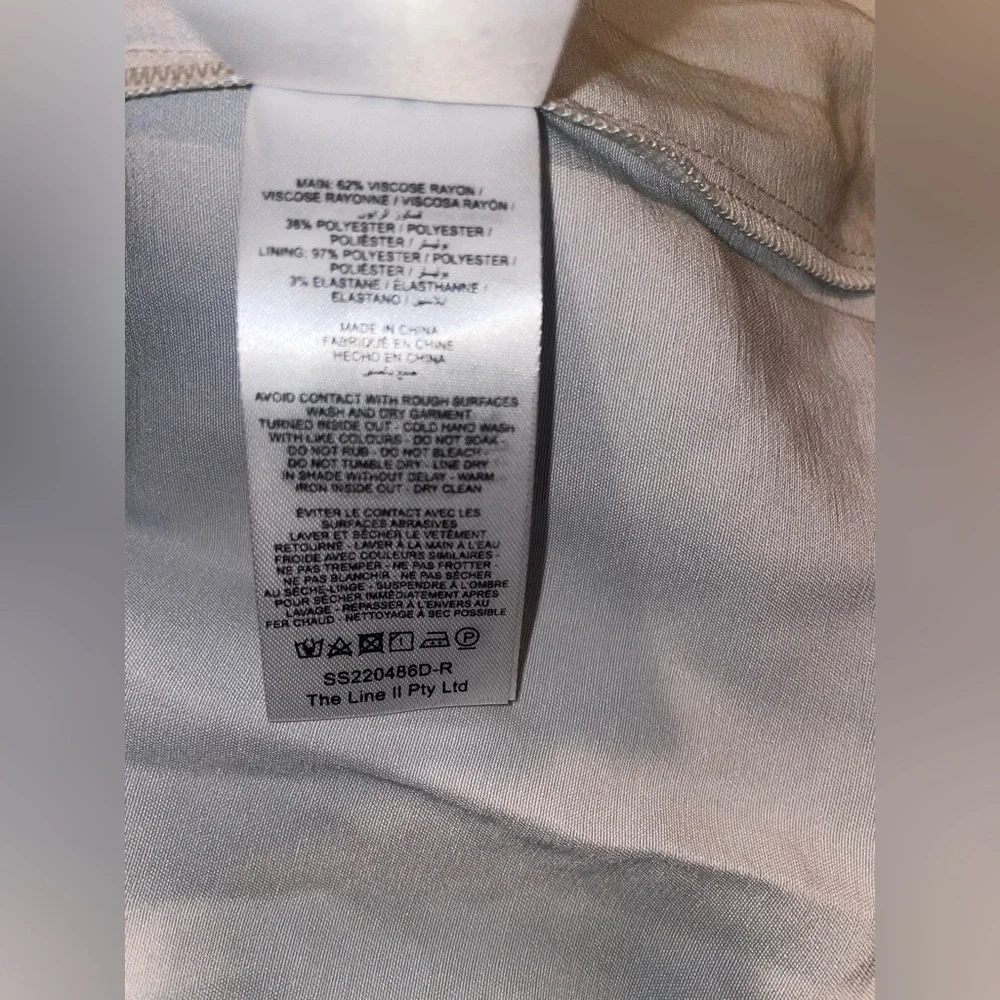 MAIN: 62% VISCOSE RAYON /
VISCOSE RAYONNE / VISCOSA RAYÓN /
38% POLYESTER / POLYESTER /
POLIÉSTER /
LINING: 97% POLYESTER / POLYESTER /
POLIÉSTER /
3% ELASTANE / ÉLASTHANNE /
ELASTANO /
MADE IN CHINA
FABRIQUÉ EN CHINE
HECHO EN CHINA
AVOID CONTACT WITH ROUGH SURFACES
WASH AND DRY GARMENT
TURNED INSIDE OUT - COLD HAND WASH
WITH LIKE COLOURS - DO NOT SOAK -
DO NOT RUB - DO NOT BLEACH -
DO NOT TUMBLE DRY - LINE DRY
IN SHADE WITHOUT DELAY - WARM
IRON INSIDE OUT - DRY CLEAN
ÉVITER LE CONTACT AVEC LES
SURFACES ABRASIVES
LAVER ET SÉCHER LE VÊTEMENT
RETOURNÉ - LAVER À LA MAIN À L'EAU
FROIDE AVEC COULEURS SIMILAIRES -
NE PAS TREMPER - NE PAS FROTTER -
NE PAS BLANCHIR - NE PAS SÉCHER
AU SÈCHE-LINGE - SUSPENDRE À L'OMBRE
POUR SÉCHER IMMÉDIATEMENT APRÈS
LAVAGE - REPASSER À L'ENVERS AU
FER CHAUD - NETTOYAGE À SEC POSSIBLE
P
SS220486D-R
The Line II Pty Ltd